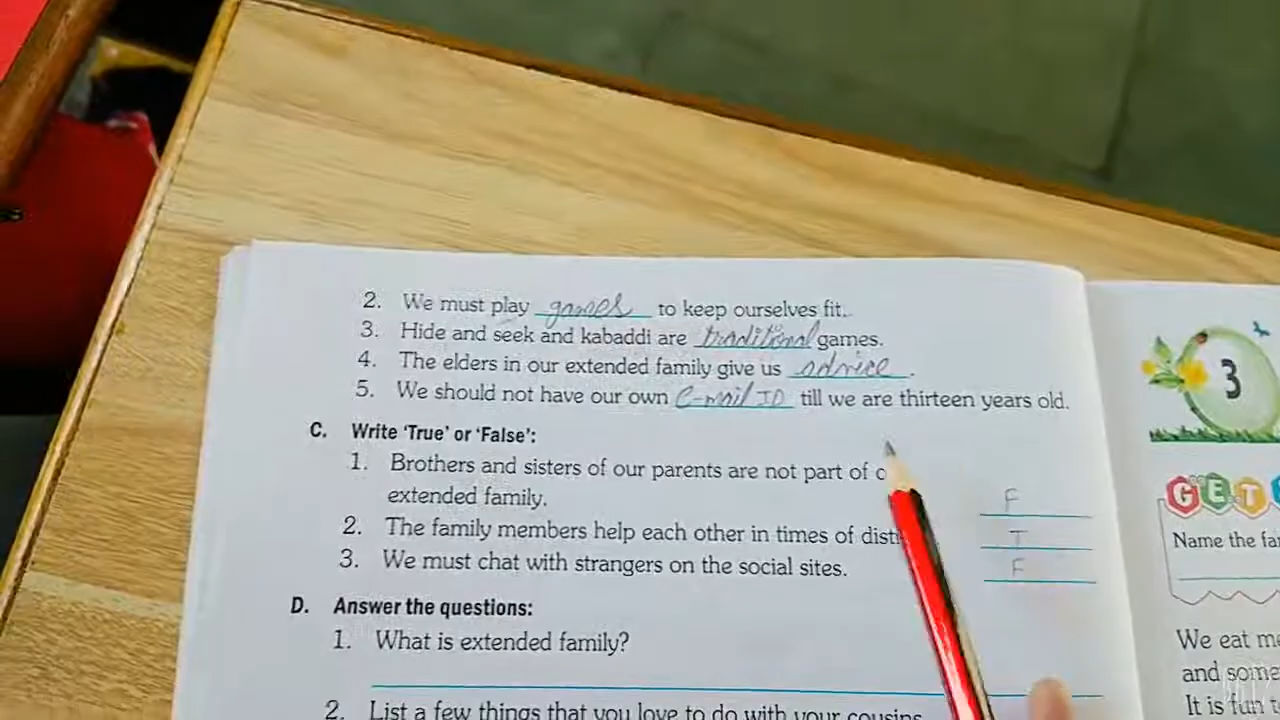 2. We must play games to keep ourselves fit.
3. Hide and seek and kabaddi are traditional games.
4. The elders in our extended family give us advice.
5. We should not have our own E-mail ID till we are thirteen years old.
C. Write 'True' or 'False':
1. Brothers and sisters of our parents are not part of
extended family. F
2. The family members help each other in times of T
3. We must chat with strangers on the social sites. F
D. Answer the questions:
1. What is extended family?
2. List a few things that you love to do with your cousins
3
GET
Name the
We eat
and some
It is fun